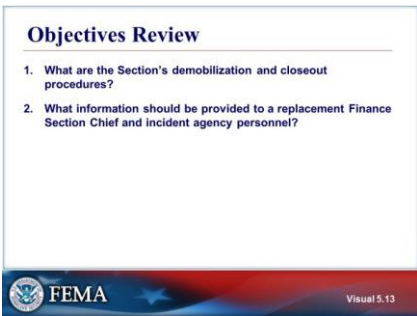 Objectives Review
1. What are the Section's demobilization and closeout
procedures?
2. What information should be provided to a replacement Finance
Section Chief and incident agency personnel?
FEMA
Visual 5.13